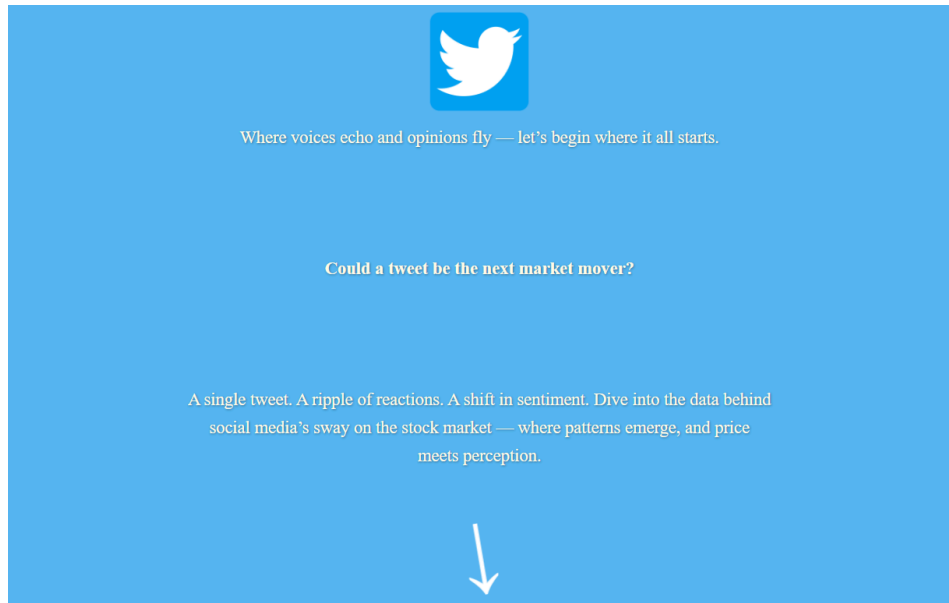 Where voices echo and opinions fly — let’s begin where it all starts.
Could a tweet be the next market mover?
A single tweet. A ripple of reactions. A shift in sentiment. Dive into the data behind
social media’s sway on the stock market — where patterns emerge, and price
meets perception.